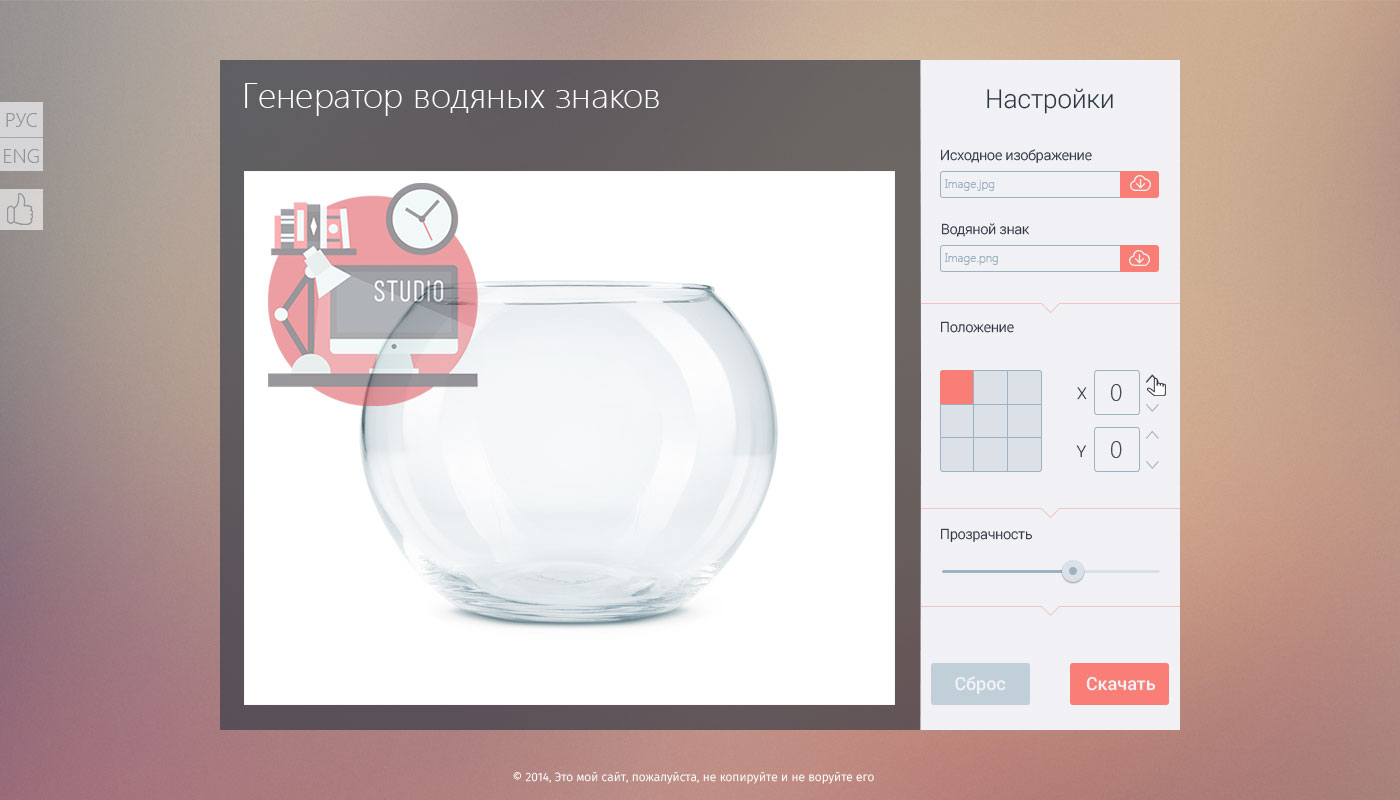 РУС
ENG
Генератор водяных знаков
STUDIO
Настройки
Исходное изображение
Image.jpg
Водяной знак
Image.png
Положение
X 0
Y 0
Прозрачность
Сброс
Скачать
© 2014, Это мой сайт, пожалуйста, не копируйте и не воруйте его